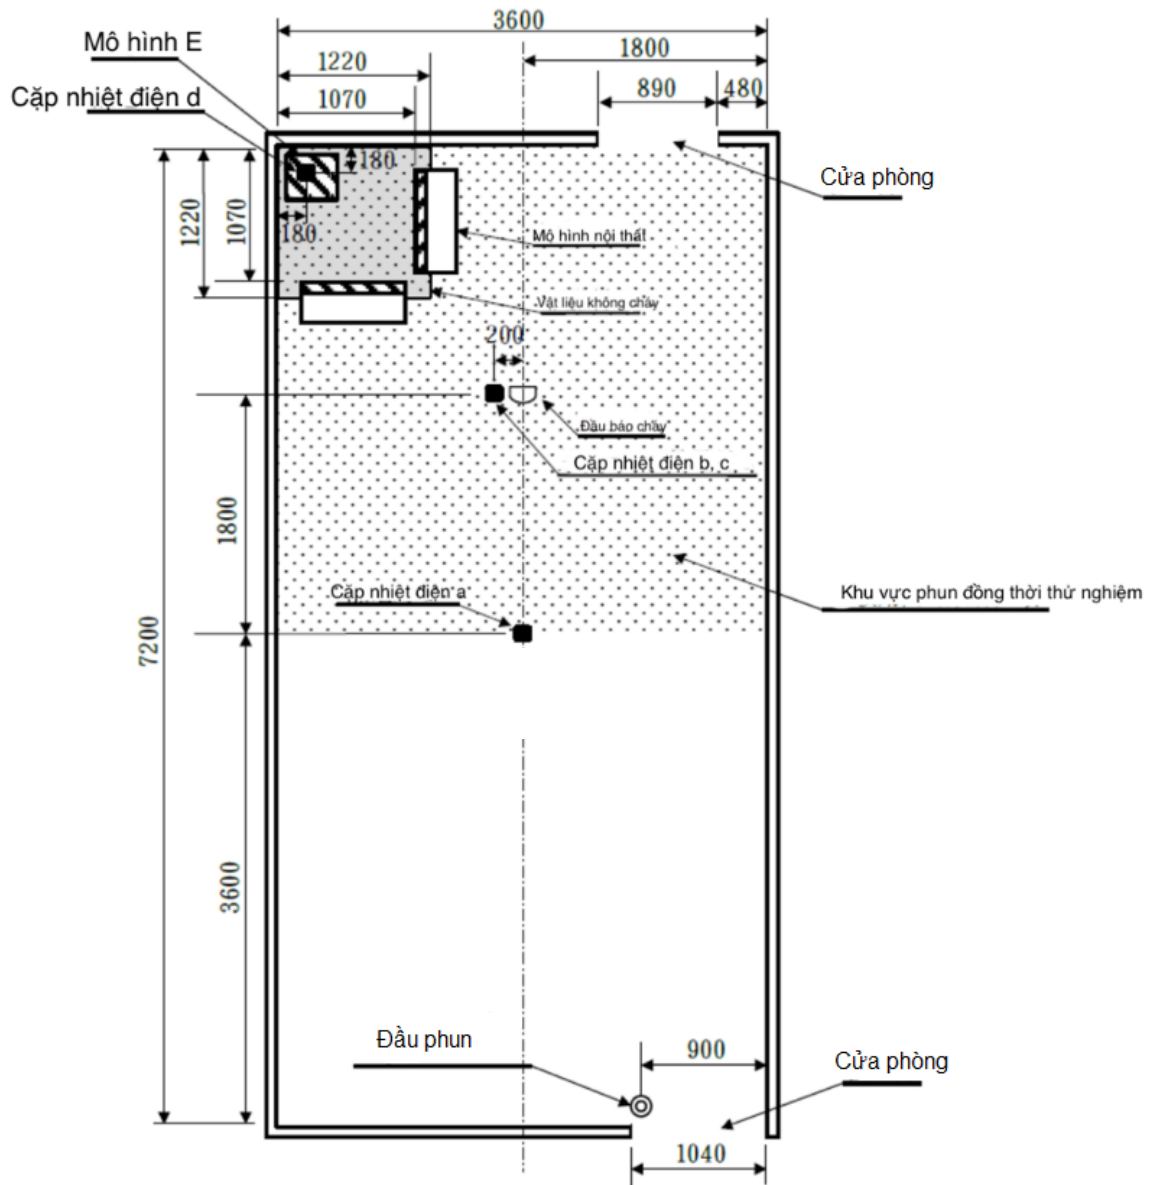 3600
Mô hình E
1800
1220
Cặp nhiệt điện d
890
480
1070
180
Cửa phòng
1220
1070
180
Mô hình nội thất
Vật liệu không cháy
200
Đầu báo cháy
Cặp nhiệt điện b, c
1800
Cặp nhiệt điện a
Khu vực phun đồng thời thử nghiệm
7200
3600
Đầu phun
900
Cửa phòng
1040